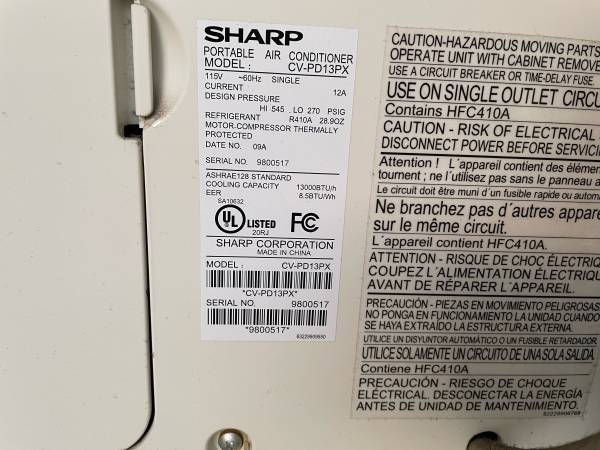 SHARP
PORTABLE AIR CONDITIONER
MODEL : CV-PD13PX
115V ~60Hz SINGLE
CURRENT 12A
DESIGN PRESSURE
HI 545 . LO 270 PSIG
REFRIGERANT R410A 28.9OZ
MOTOR-COMPRESSOR THERMALLY
PROTECTED
DATE NO. 09A
SERIAL NO. 9800517
ASHRAE128 STANDARD
COOLING CAPACITY 13000BTU/h
EER 8.5BTU/Wh
SA10632
UL LISTED FCC
20RJ
SHARP CORPORATION
MADE IN CHINA
MODEL : CV-PD13PX
*CV-PD13PX*
SERIAL NO. 9800517
*9800517*
CAUTION-HAZARDOUS MOVING PARTS
OPERATE UNIT WITH CABINET REMOVE
USE A CIRCUIT BREAKER OR TIME-DELAY FUSE.
USE ON SINGLE OUTLET CIRCU
Contains HFC410A
CAUTION - RISK OF ELECTRICAL
DISCONNECT POWER BEFORE SERVICI
Attention ! L´appareil contient des élémen
tourment ; ne l´utilisez pas sans le panneau a
Le circuit doit être muni d´un fusible rapide ou automa
Ne branchez pas d´autres appare
sur le même circuit.
L´appareil contient HFC410A.
ATTENTION - RISQUE DE CHOC ÉLECTRIQ
COUPEZ L´ALIMENTATION ÉLECTRIQU
AVANT DE RÉPARER L´APPAREIL.
PRECAUCIÓN - PIEZAS EN MOVIMIENTO PELIGROSAS
NO PONGA EN FUNCIONAMIENTO LA UNIDAD CUANDO
SE HAYA EXTRAÍDO LA ESTRUCTURA EXTERNA.
UTILICE UN DISYUNTOR AUTOMÁTICO O UN FUSIBLE RETARDADOR.
UTILICE SOLAMENTE UN CIRCUITO DE UNA SOLA SALIDA.
Contiene HFC410A
PRECAUCIÓN - RIESGO DE CHOQUE
ELÉCTRICAL. DESCONECTAR LA ENERGÍA
ANTES DE UNIDAD DE MANTENIMIENTO.